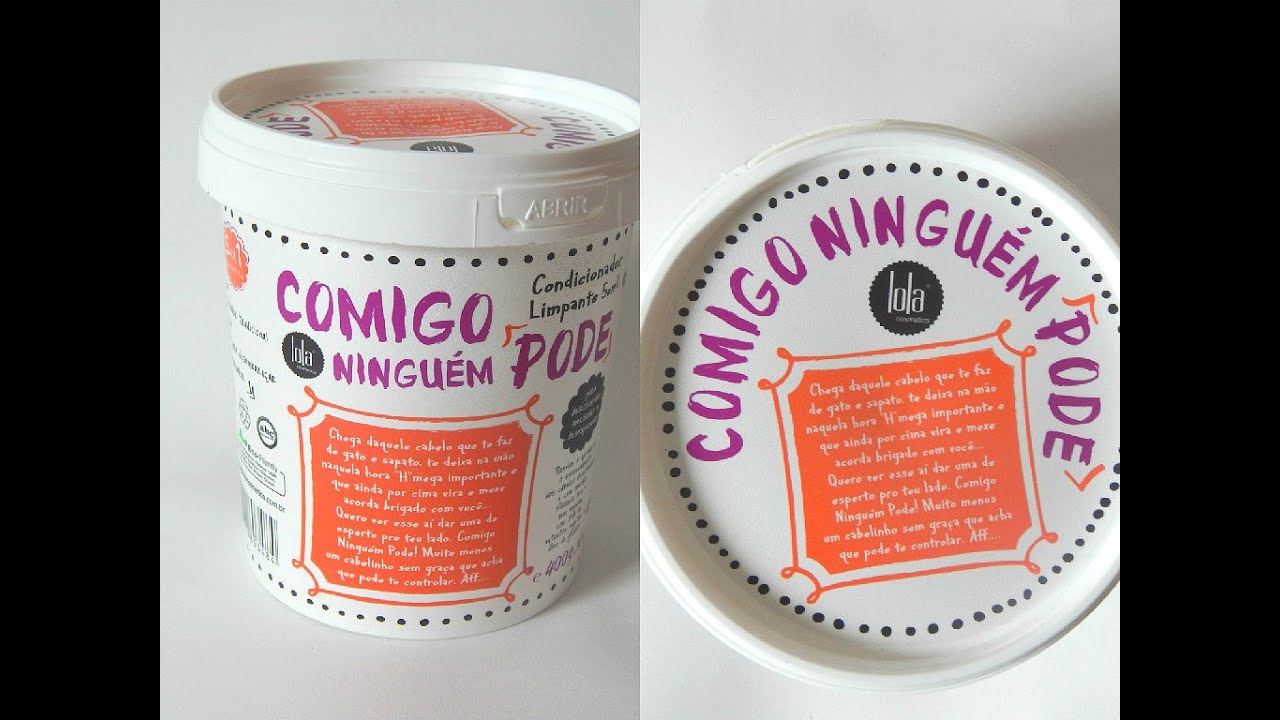 COMIGO
ABRIR
COMIGO
NINGUÉM
PODE
lola
Condicionador
Limpante
Chega daquele cabelo que te faz
de gato e sapato, te deixa na mão
naquela hora "H" mega importante e
que ainda por cima vira e mexe
acorda brigado com você...
Quero ver esse aí dar uma de
esperto pro teu lado. Comigo
Ninguém Pode! Muito menos
um cabelinho sem graça que acha
que pode te controlar. Aff...
e 400g
COMIGO NINGUÉM PODE
lola
cosmetics
Chega daquele cabelo que te faz
de gato e sapato, te deixa na mão
naquela hora "H" mega importante e
que ainda por cima vira e mexe
acorda brigado com você...
Quero ver esse aí dar uma de
esperto pro teu lado. Comigo
Ninguém Pode! Muito menos
um cabelinho sem graça que acha
que pode te controlar. Aff...